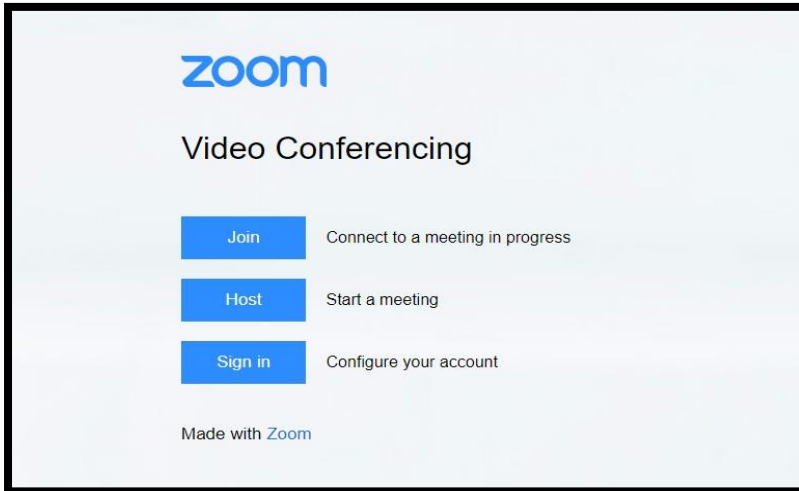 zoom
Video Conferencing
Join Connect to a meeting in progress
Host Start a meeting
Sign in Configure your account
Made with Zoom